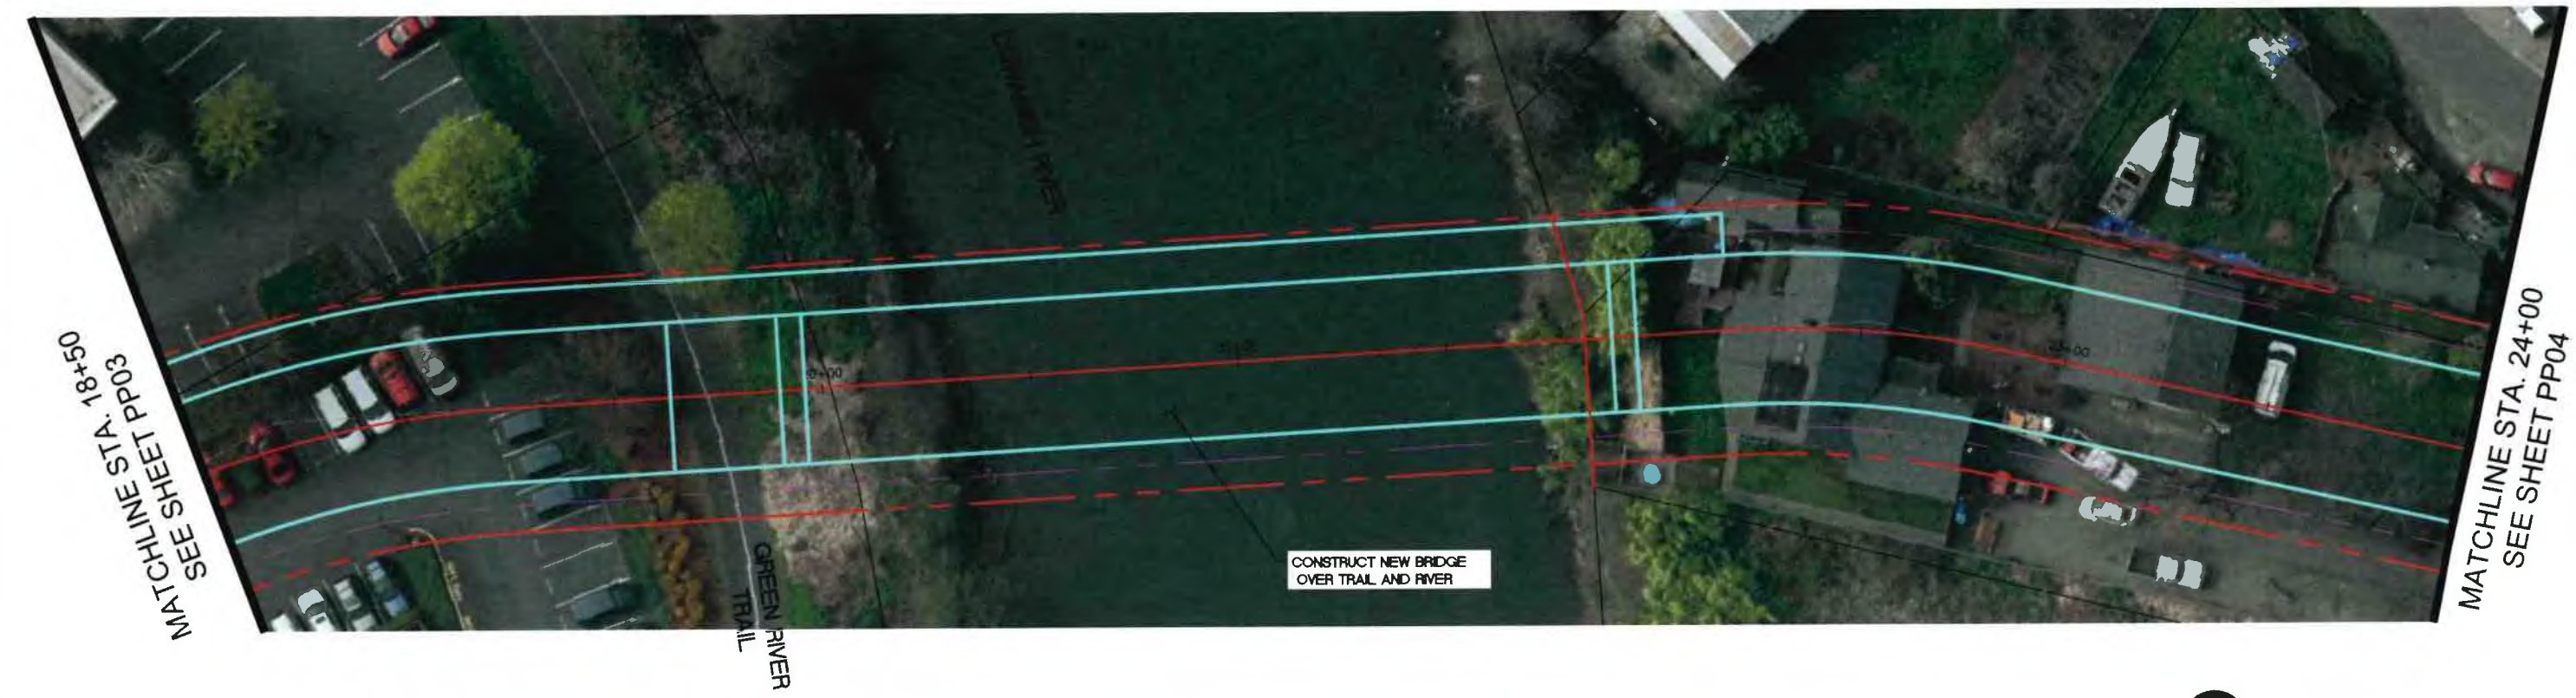 MATCHLINE STA. 18+50
SEE SHEET PP03
GREEN RIVER
TRAIL
CONSTRUCT NEW BRIDGE
OVER TRAIL AND RIVER
MATCHLINE STA. 24+00
SEE SHEET PP04